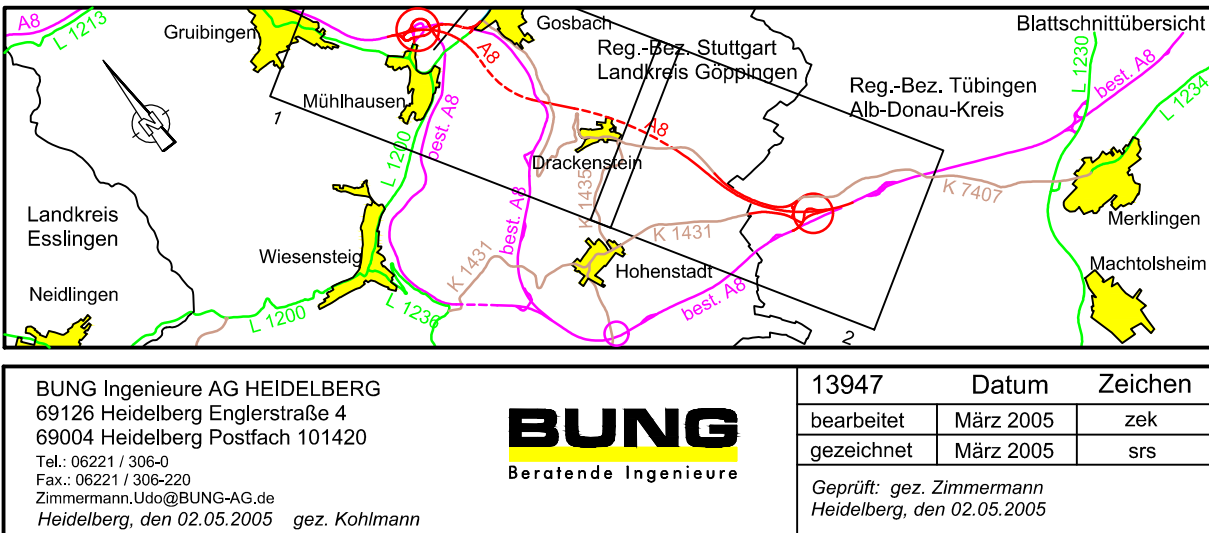 A8
L 1213
Gruibingen
Gosbach
Blattschnittübersicht
A8
Reg.-Bez. Stuttgart
Landkreis Göppingen
L 1230
best. A8
Reg.-Bez. Tübingen
Alb-Donau-Kreis
L 1234
Mühlhausen
1
best. A8
A8
N
L 1200
Drackenstein
K 1435
K 7407
Landkreis
Esslingen
best. A8
Merklingen
K 1431
Wiesensteig
K 1431
Hohenstadt
Machtolsheim
Neidlingen
L 1200
L 1236
best. A8
2
BUNG Ingenieure AG HEIDELBERG
69126 Heidelberg Englerstraße 4
69004 Heidelberg Postfach 101420
Tel.: 06221 / 306-0
Fax.: 06221 / 306-220
Zimmermann.Udo@BUNG-AG.de
Heidelberg, den 02.05.2005 gez. Kohlmann
BUNG
Beratende Ingenieure
13947 Datum Zeichen
bearbeitet März 2005 zek
gezeichnet März 2005 srs
Geprüft: gez. Zimmermann
Heidelberg, den 02.05.2005